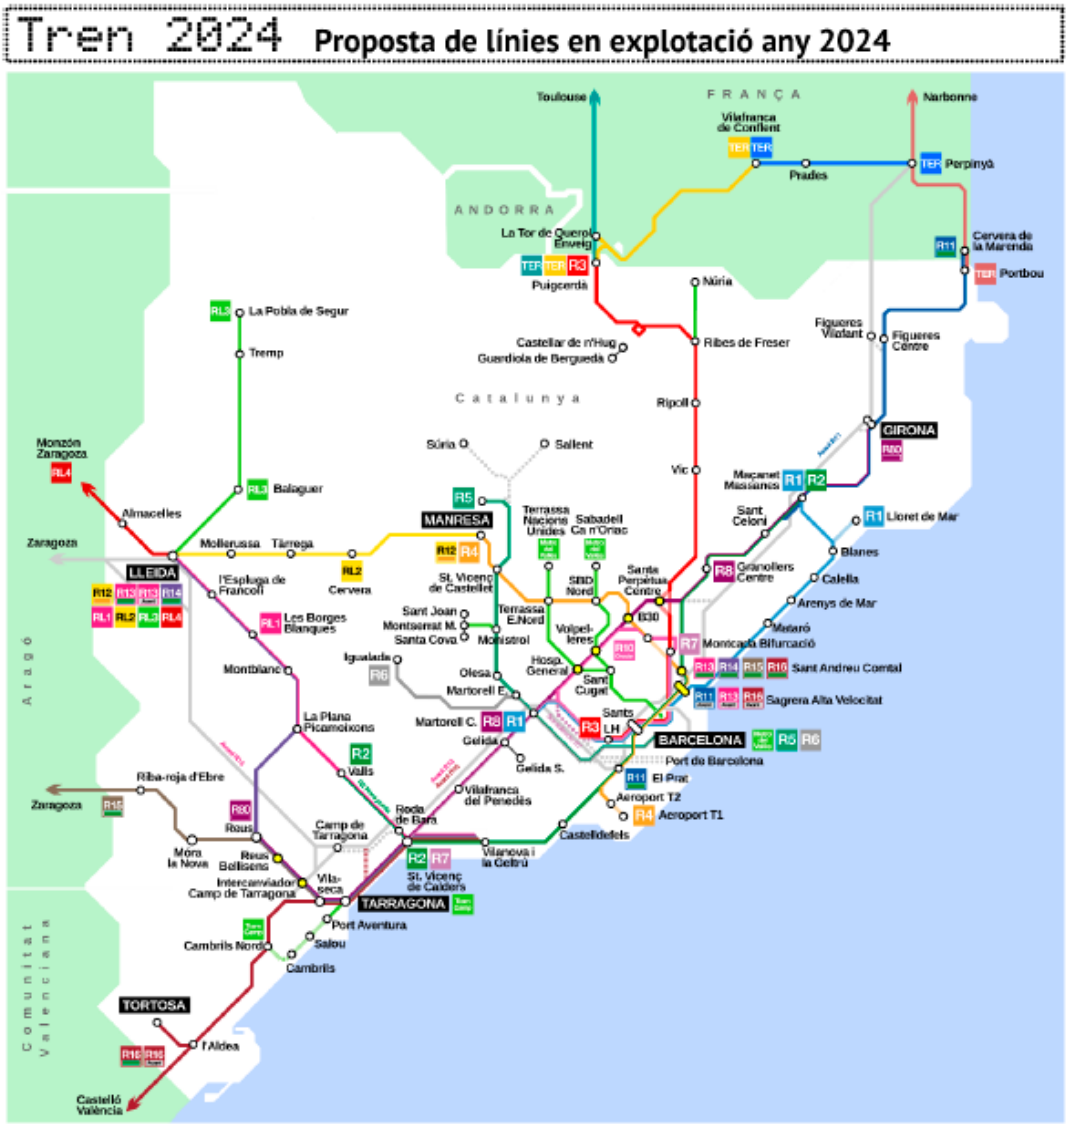 Tren 2024 Proposta de línies en explotació any 2024
Toulouse
FRANÇA
Narbonne
Vilafranca
de Conflent
TER TER
Prades
TER Perpinyà
ANDORRA
La Tor de Querol
Enveig
TER TER R3
Puigcerdà
R11
Cervera de
la Marenda
TER Portbou
Núria
RL3 La Pobla de Segur
Tremp
Castellar de n'Hug
Guardiola de Berguedà
Ribes de Freser
Figueres
Vilafant
Figueres
Centre
Catalunya
Ripoll
GIRONA
R80
Monzón
Zaragoza
RL4
Súria
Sallent
Vic
Maçanet
Massanes
R1 R2
RL3 Balaguer
R5
MANRESA
R12 R4
Terrassa
Nacions
Unides
Sabadell
Ca n'Oriac
Sant
Celoni
R1 Lloret de Mar
Almacelles
Zaragoza
Mollerussa
Tàrrega
RL2
Cervera
Blanes
LLEIDA
R12 R13 R13 R14
RL1 RL2 RL3 RL4
l'Espluga de
Francolí
St. Vicenç
de Castellet
SBD
Nord
Santa
Perpètua
Centre
R8 Granollers
Centre
Calella
Arenys de Mar
RL1 Les Borges
Blanques
Sant Joan
Montserrat M.
Santa Cova
Monistrol
Terrassa
E.Nord
B30
Mataró
Volpel-
leres
R10
R7 Montcada Bifurcació
Aragó
Montblanc
Igualada
R6
Olesa
Hosp.
General
Sant
Cugat
R13 R14 R15 R16 Sant Andreu Comtal
Martorell E.
R11 R13 R16 Sagrera Alta Velocitat
La Plana
Picamoixons
Martorell C. R8 R1
R3
Sants
LH
BARCELONA R5 R6
Gelida
Gelida S.
Port de Barcelona
R2
Valls
Riba-roja d'Ebre
Zaragoza
R15
Vilafranca
del Penedès
R11 El Prat
Aeroport T2
R4 Aeroport T1
R80
Reus
Roda
de Barà
Camp de
Tarragona
Castelldefels
Móra
la Nova
Reus
Bellisens
Vilanova i
la Geltrú
R2 R7
St. Vicenç
de Calders
Intercanviador
Camp de Tarragona
Vila-
seca
TARRAGONA
Port Aventura
Salou
Cambrils Nord
Cambrils
Comunitat
Valenciana
TORTOSA
R16 R16
l'Aldea
Castelló
València